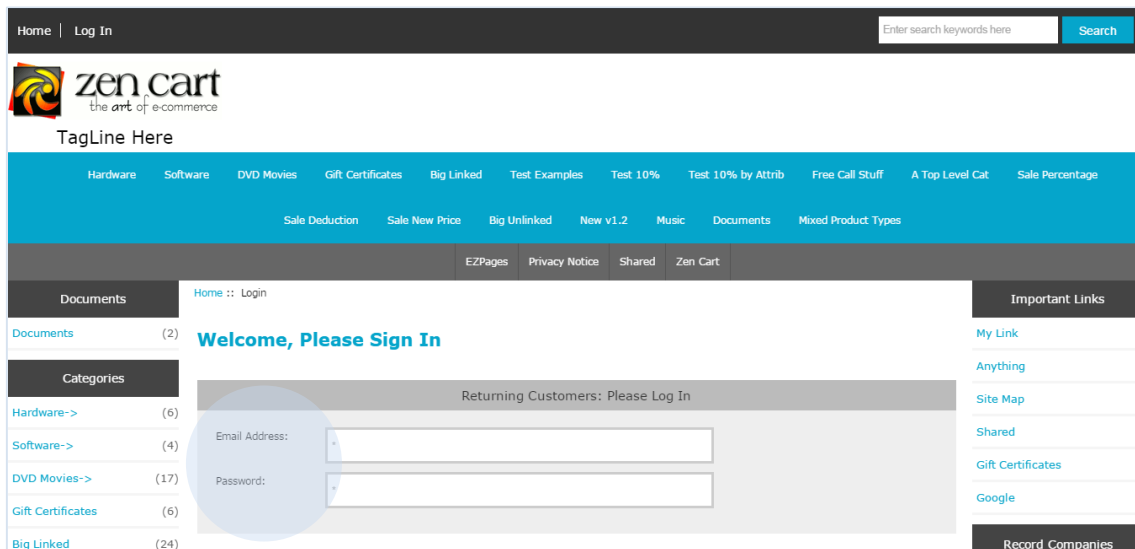 Home Log In
Enter search keywords here Search
zen cart
the art of e-commerce
TagLine Here
Hardware Software DVD Movies Gift Certificates Big Linked Test Examples Test 10% Test 10% by Attrib Free Call Stuff A Top Level Cat Sale Percentage
Sale Deduction Sale New Price Big Unlinked New v1.2 Music Documents Mixed Product Types
EZPages Privacy Notice Shared Zen Cart
Documents
Documents (2)
Categories
Hardware-> (6)
Software-> (4)
DVD Movies-> (17)
Gift Certificates (6)
Big Linked (24)
Home :: Login
Welcome, Please Sign In
Returning Customers: Please Log In
Email Address: *
Password: *
Important Links
My Link
Anything
Site Map
Shared
Gift Certificates
Google
Record Companies